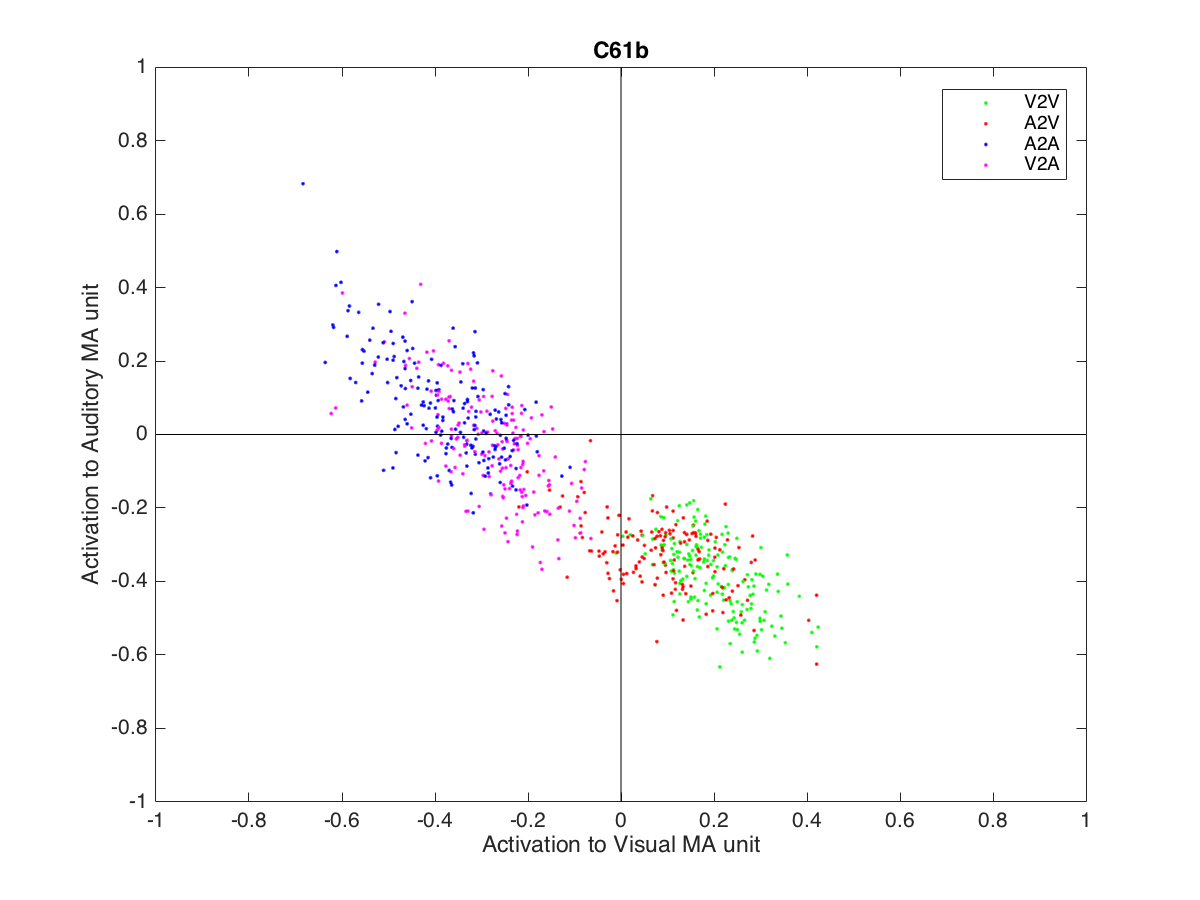 C61b
1
0.8
0.6
0.4
0.2
0
-0.2
-0.4
-0.6
-0.8
-1
Activation to Auditory MA unit
V2V
A2V
A2A
V2A
-1 -0.8 -0.6 -0.4 -0.2 0 0.2 0.4 0.6 0.8 1
Activation to Visual MA unit